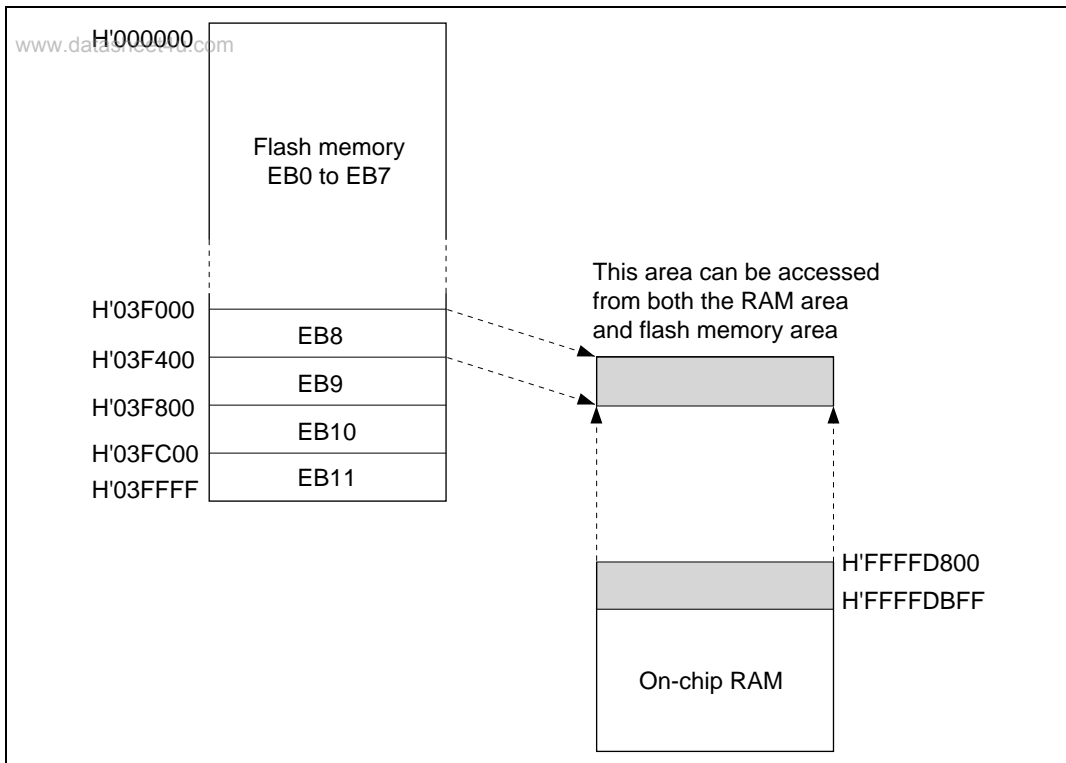 H'000000
www.datasheet4u.com
Flash memory
EB0 to EB7
H'03F000
EB8
H'03F400
EB9
H'03F800
EB10
H'03FC00
EB11
H'03FFFF
This area can be accessed
from both the RAM area
and flash memory area
H'FFFFD800
H'FFFFDBFF
On-chip RAM